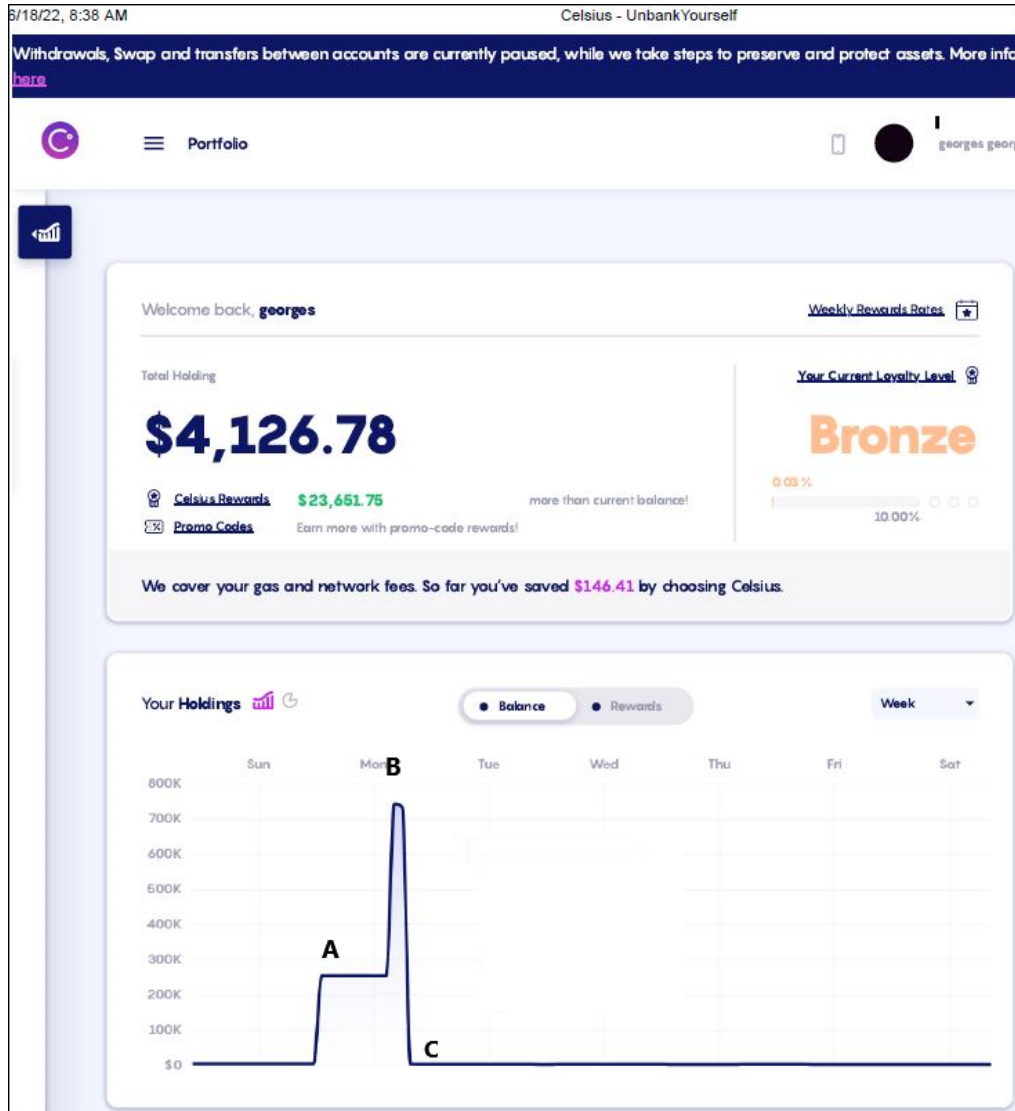 6/18/22, 8:38 AM Celsius - UnbankYourself
Withdrawals, Swap and transfers between accounts are currently paused, while we take steps to preserve and protect assets. More info
here
Portfolio
georges geor
Welcome back, georges
Weekly Rewards Rates
Total Holding
Your Current Loyalty Level
$4,126.78
Bronze
0.03 %
10.00%
Celsius Rewards $23,651.75 more than current balance!
Promo Codes Earn more with promo-code rewards!
We cover your gas and network fees. So far you've saved $146.41 by choosing Celsius.
Your Holdings
Balance
Rewards
Week
Sun Mon Tue Wed Thu Fri Sat
B
800K
700K
600K
500K
400K
A
300K
200K
100K
C
$0